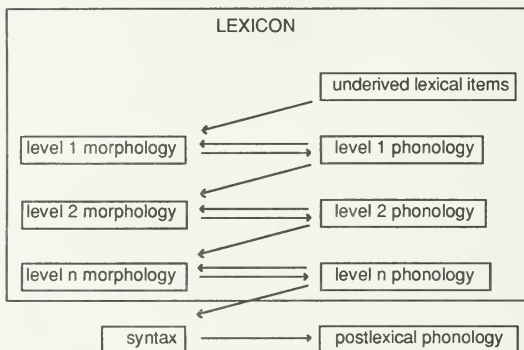 LEXICON
underived lexical items
level 1 morphology level 1 phonology
level 2 morphology level 2 phonology
level n morphology level n phonology
syntax postlexical phonology